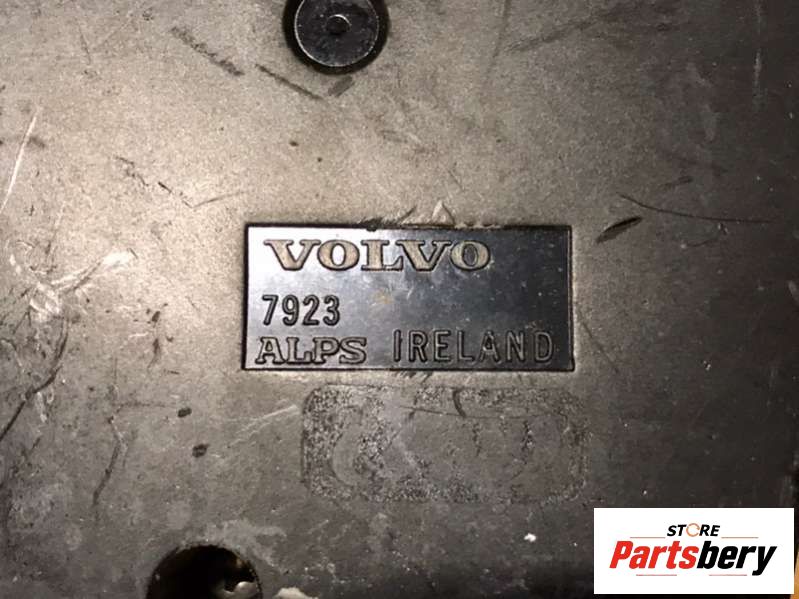 VOLVO
7923
ALPS IRELAND
STORE
Partsbery